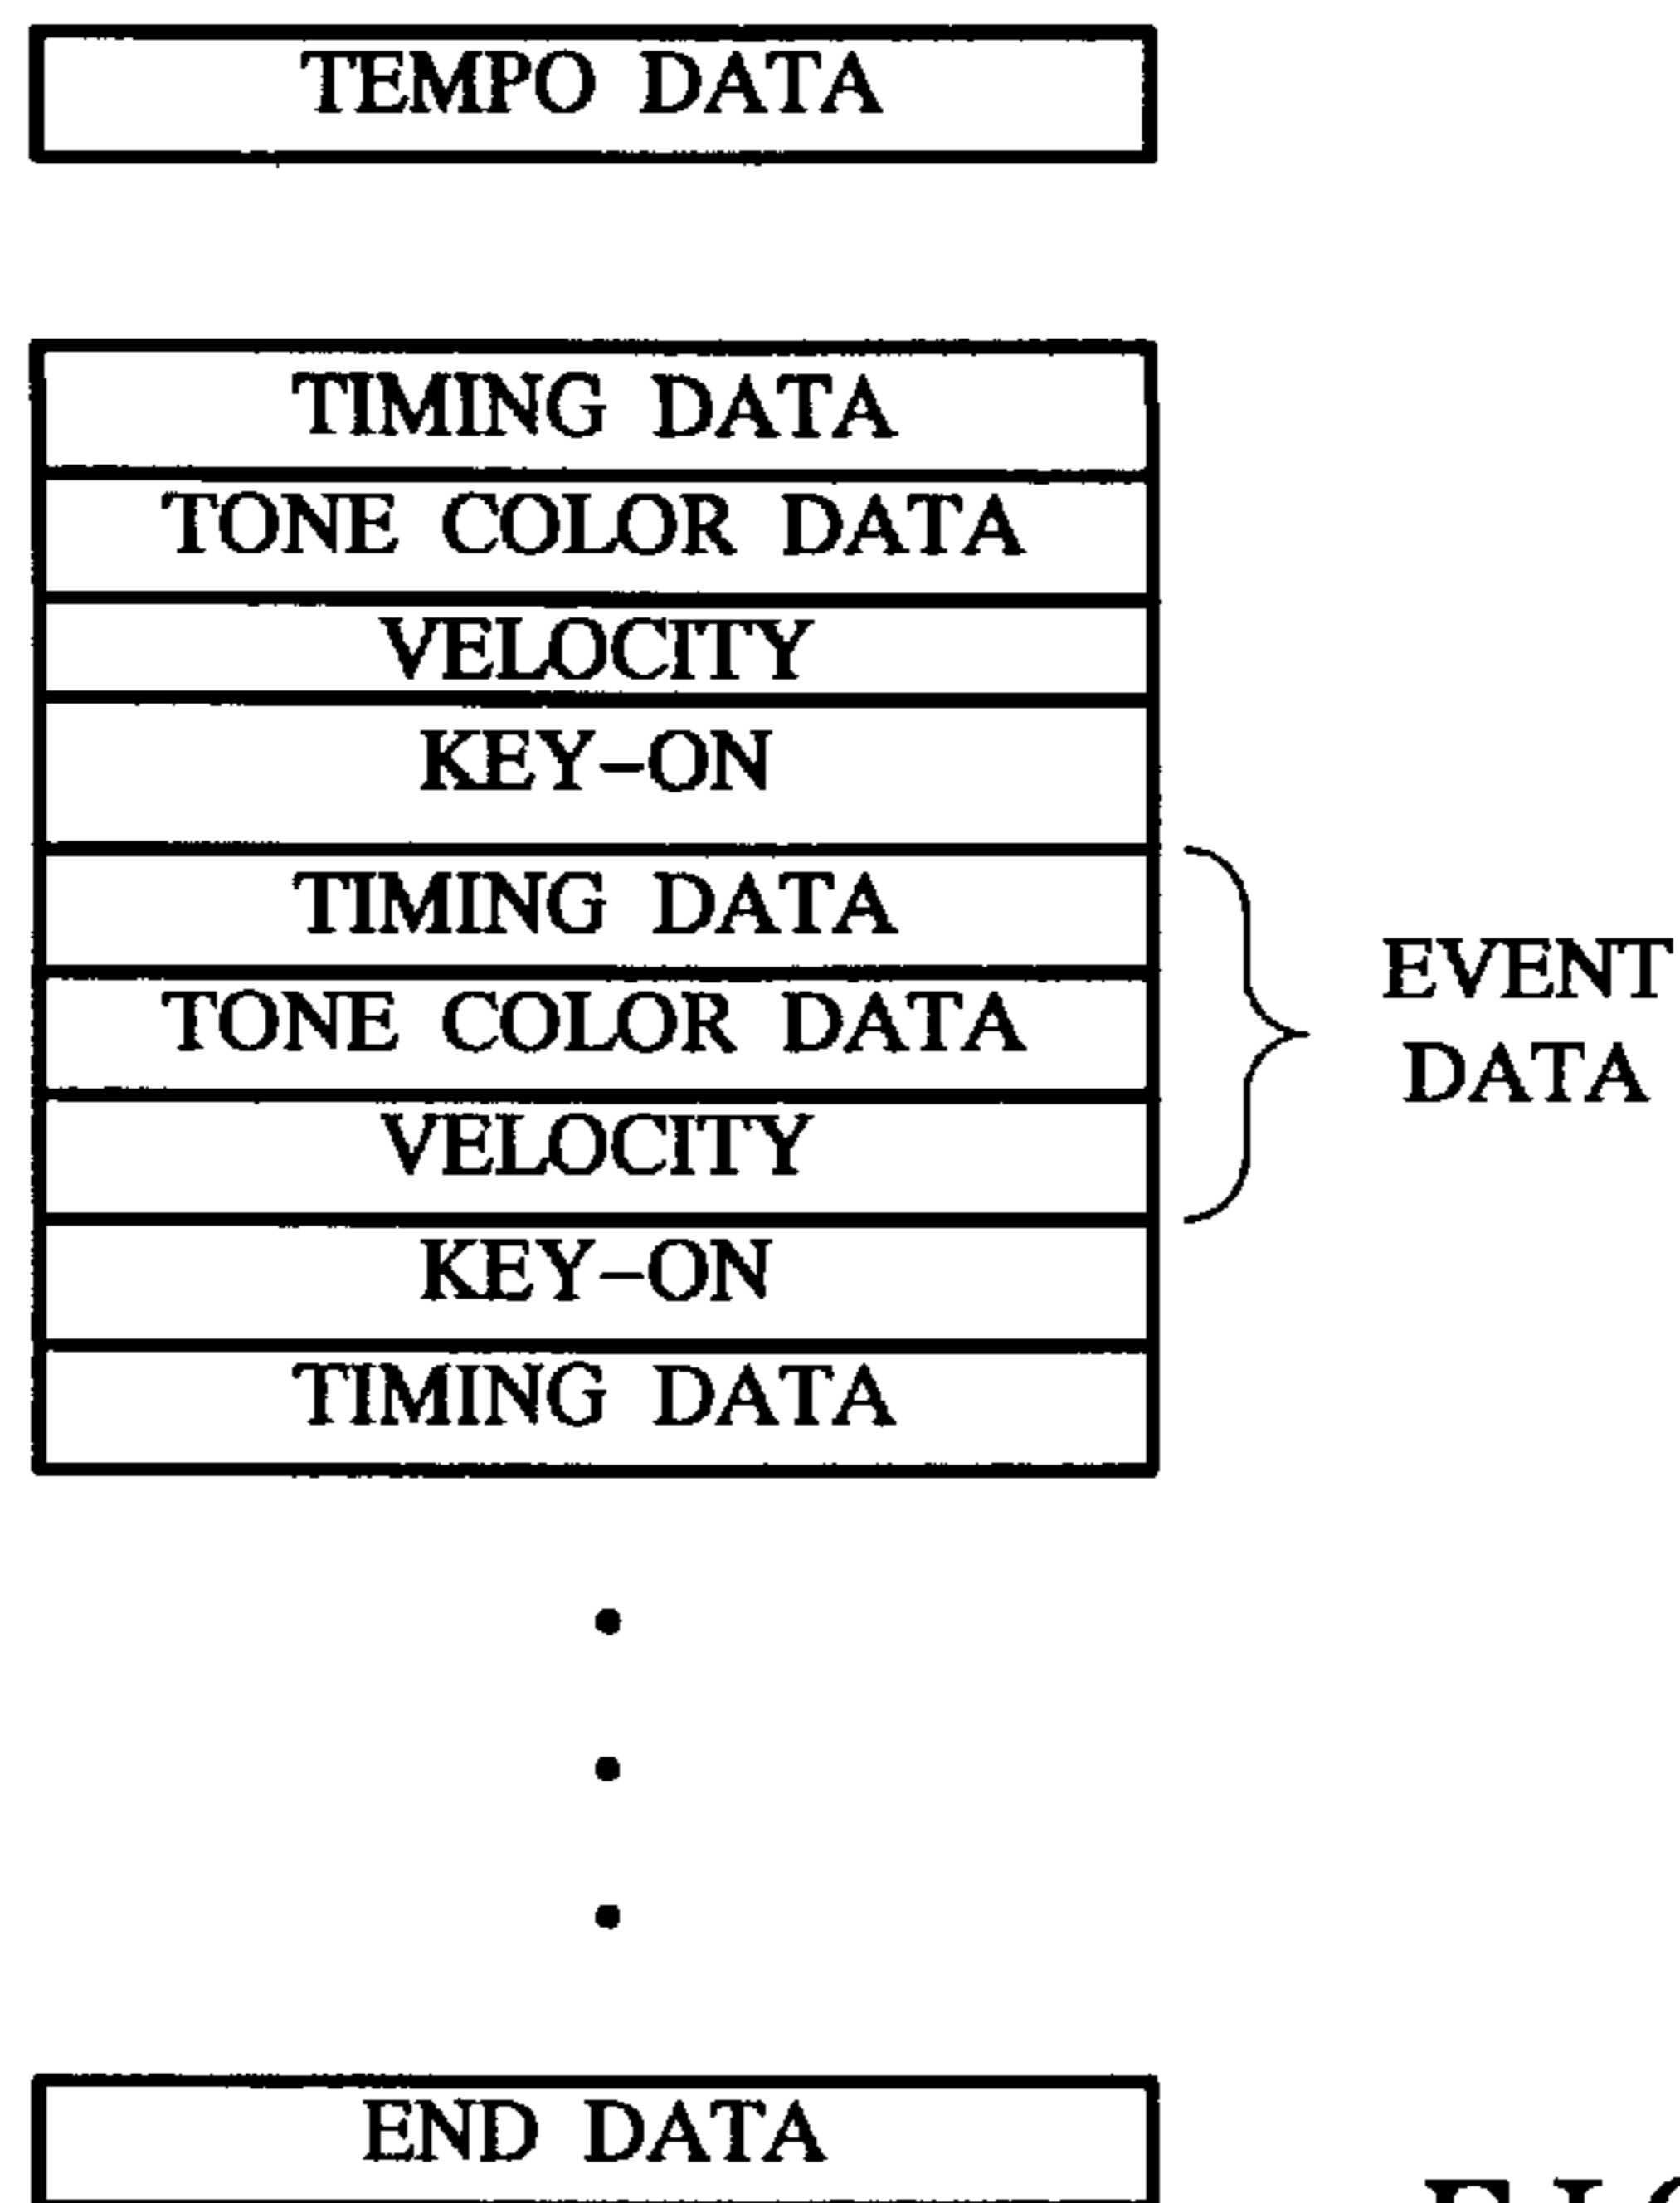 TEMPO DATA
TIMING DATA
TONE COLOR DATA
VELOCITY
KEY-ON
TIMING DATA
TONE COLOR DATA
VELOCITY
KEY-ON
TIMING DATA
EVENT
DATA
END DATA